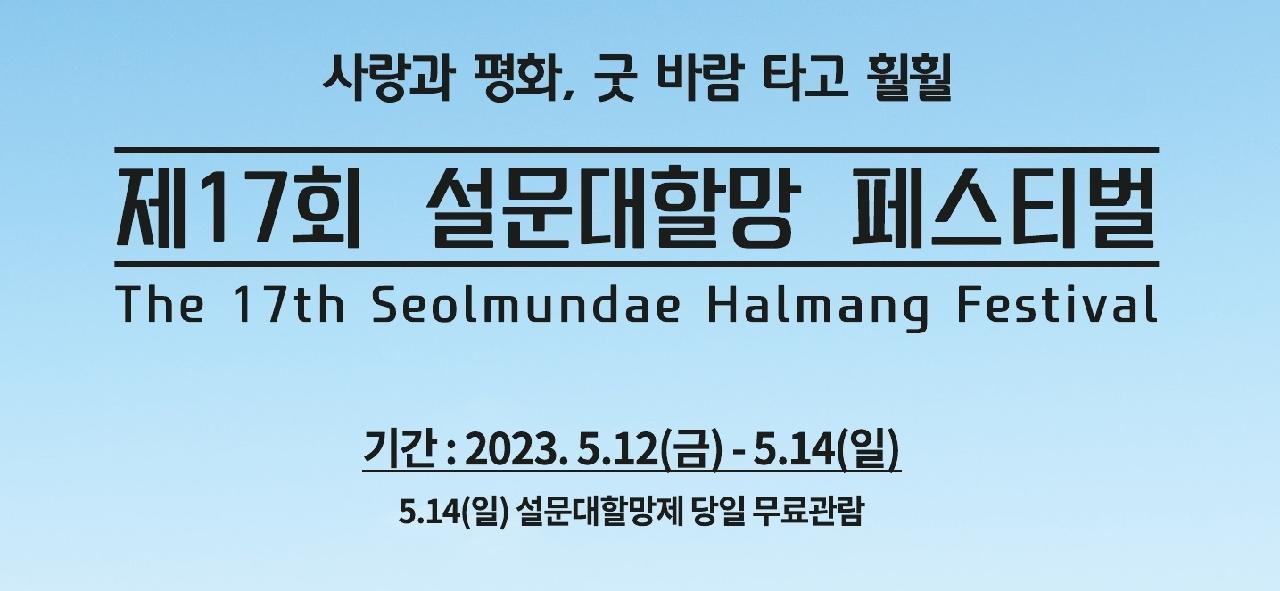 사랑과 평화, 굿 바람 타고 훨훨
제17회 설문대할망 페스티벌
The 17th Seolmundae Halmang Festival
기간 : 2023. 5.12(금) - 5.14(일)
5.14(일) 설문대할망제 당일 무료관람